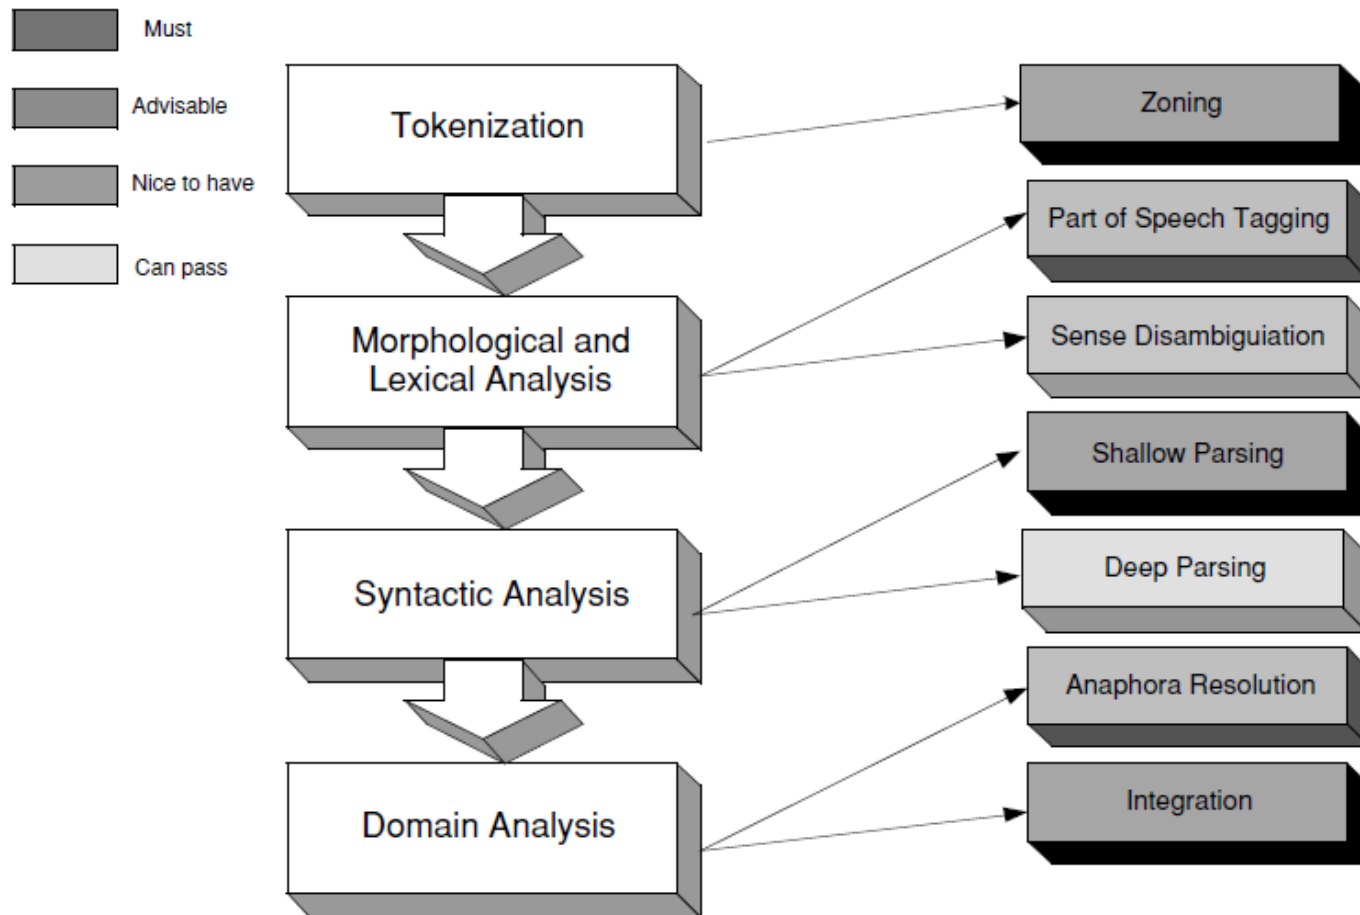 Must
Advisable
Nice to have
Can pass
Tokenization
Morphological and
Lexical Analysis
Syntactic Analysis
Domain Analysis
Zoning
Part of Speech Tagging
Sense Disambiguiation
Shallow Parsing
Deep Parsing
Anaphora Resolution
Integration